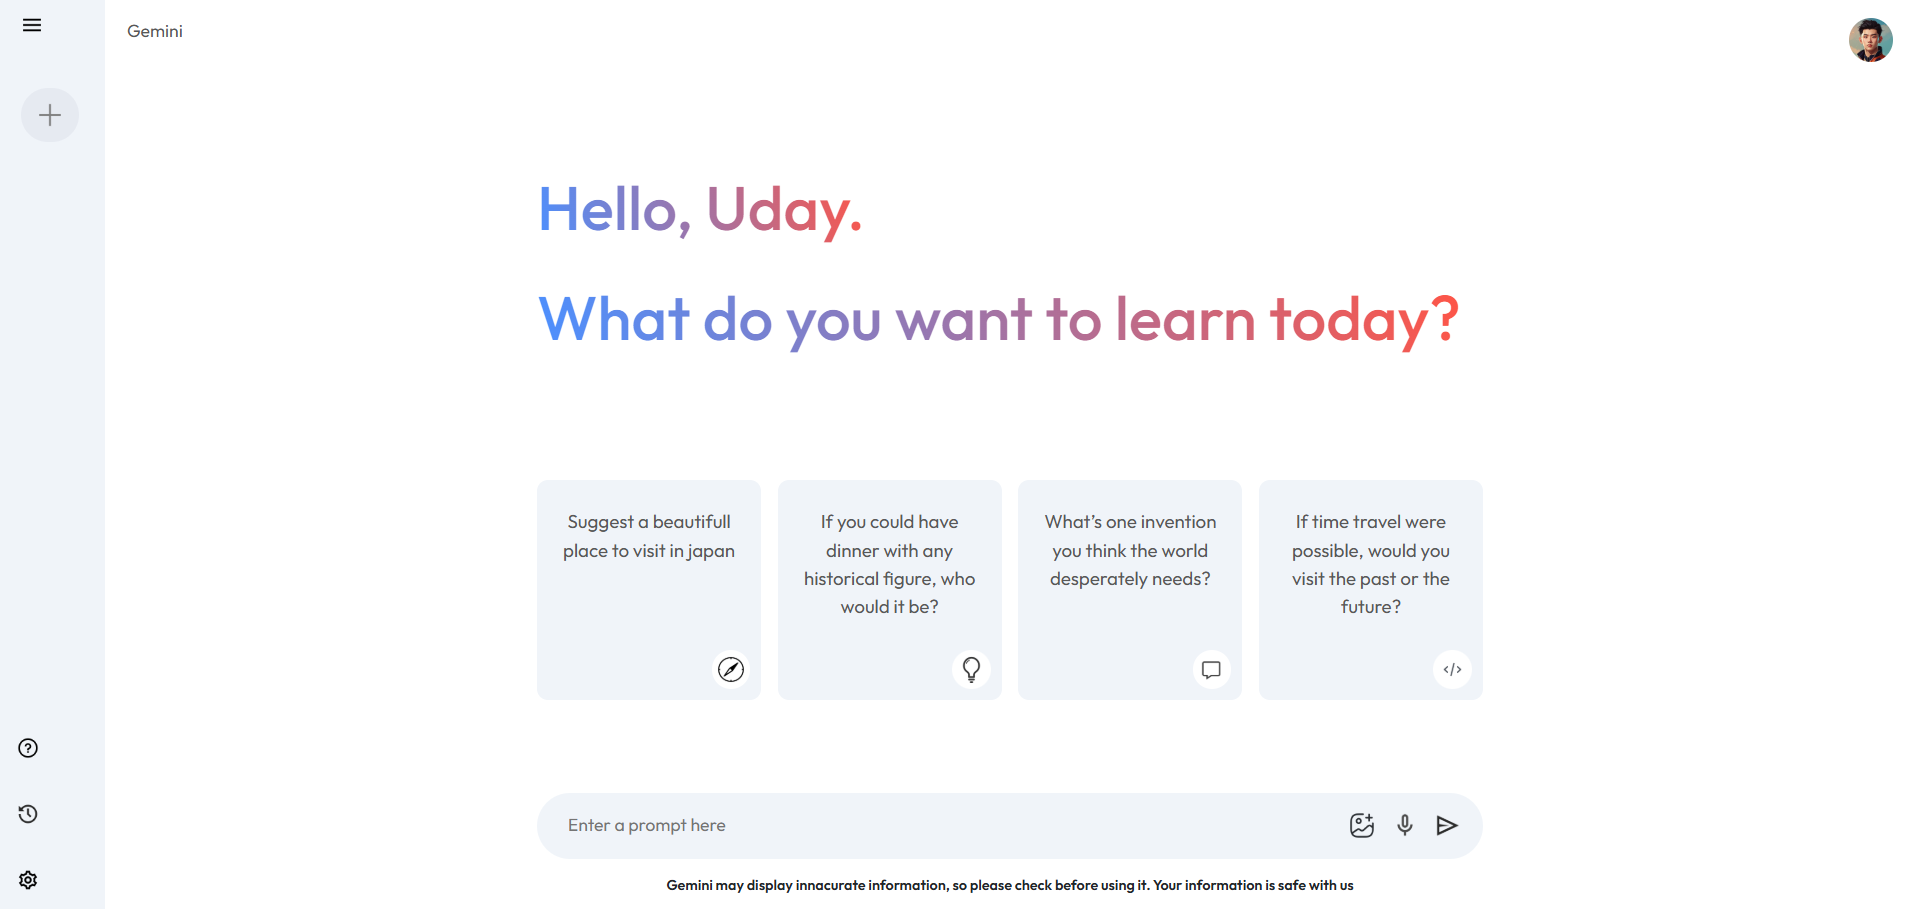 Gemini
Hello, Uday.
What do you want to learn today?
Suggest a beautifull
place to visit in japan
If you could have
dinner with any
historical figure, who
would it be?
What’s one invention
you think the world
desperately needs?
If time travel were
possible, would you
visit the past or the
future?
Enter a prompt here
Gemini may display innacurate information, so please check before using it. Your information is safe with us